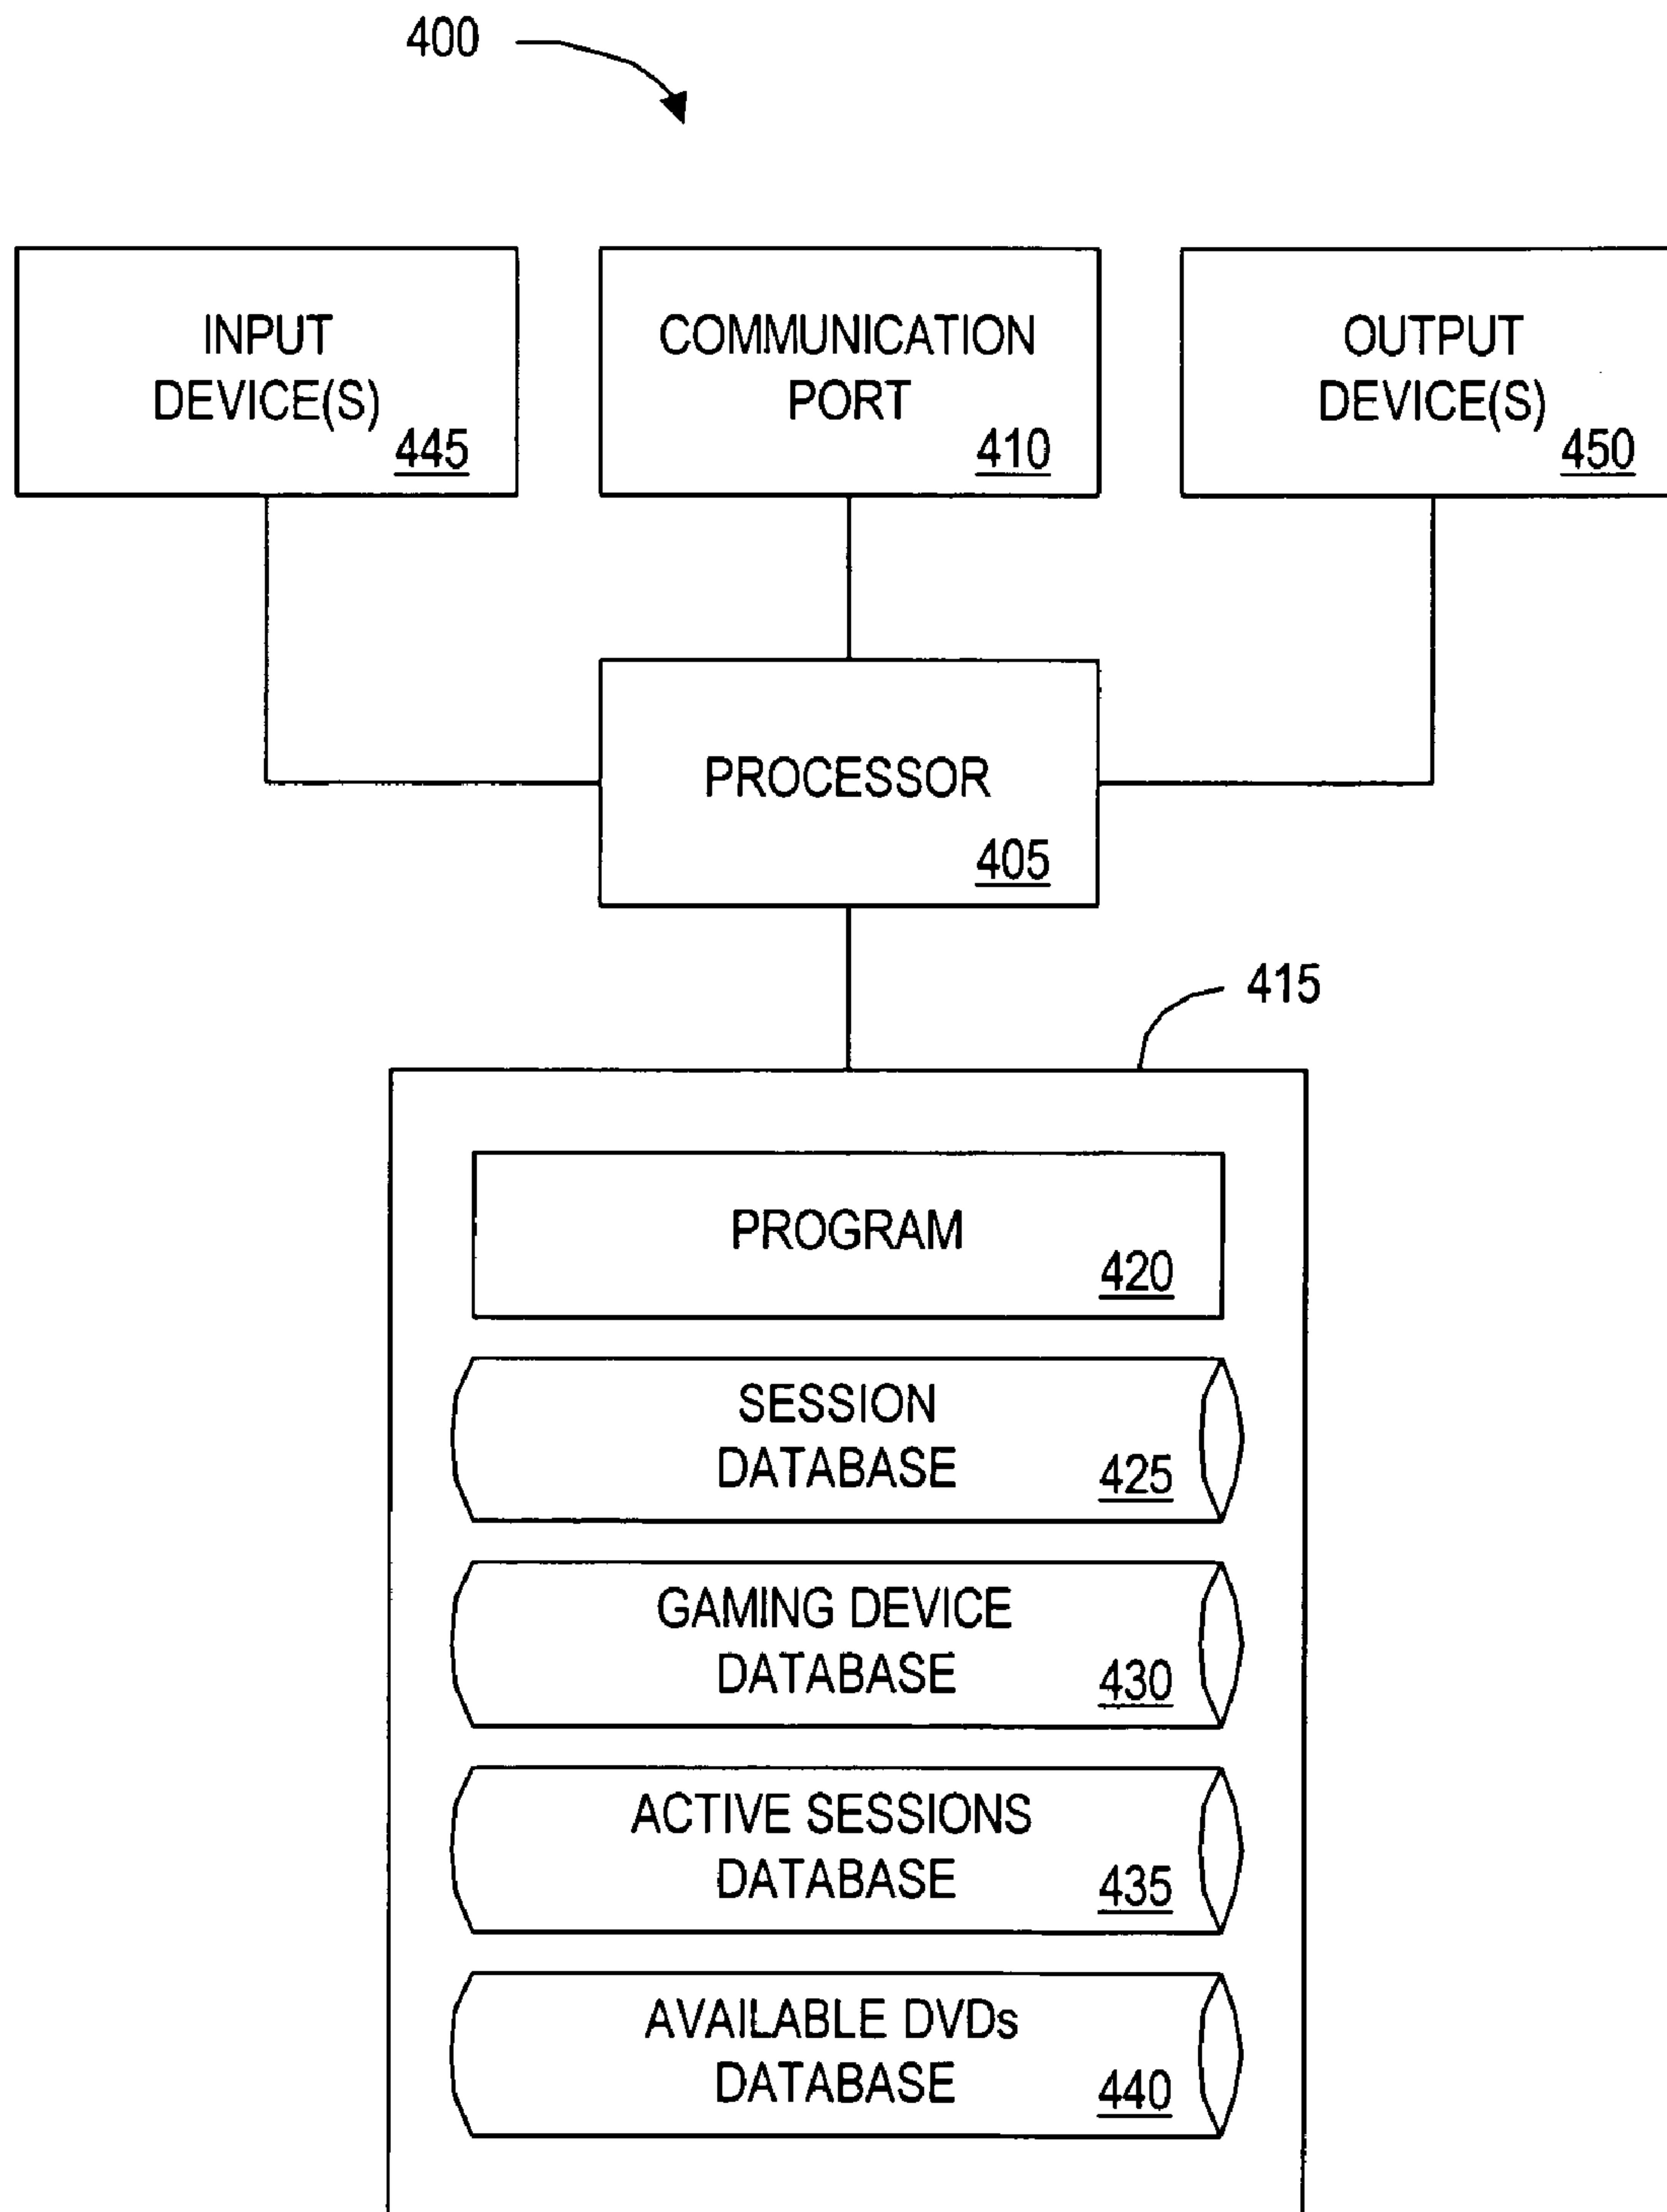 400
INPUT
DEVICE(S)
445
COMMUNICATION
PORT
410
OUTPUT
DEVICE(S)
450
PROCESSOR
405
415
PROGRAM
420
SESSION
DATABASE
425
GAMING DEVICE
DATABASE
430
ACTIVE SESSIONS
DATABASE
435
AVAILABLE DVDs
DATABASE
440